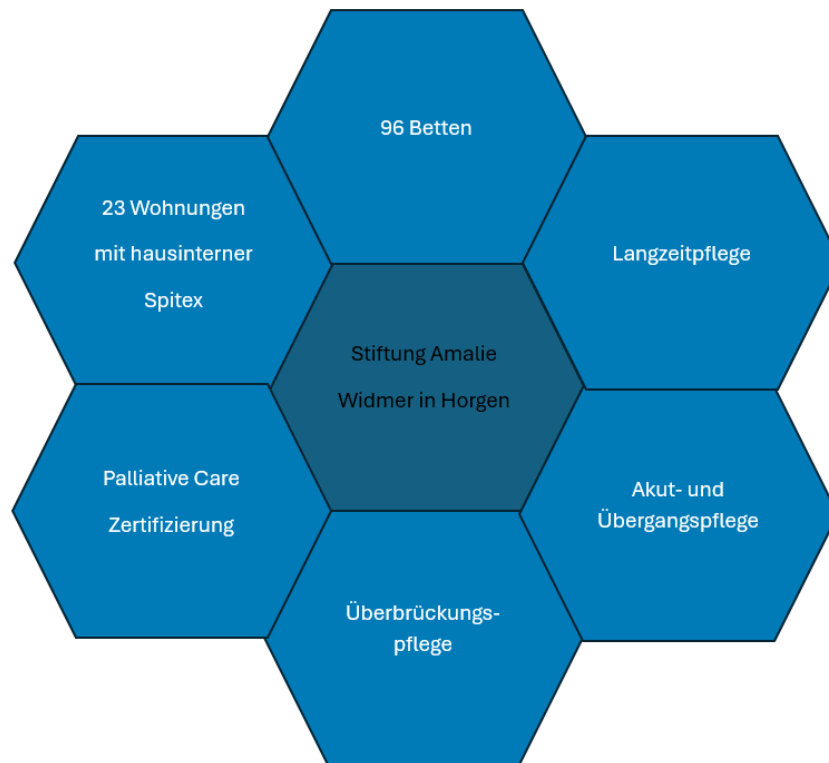 96 Betten
23 Wohnungen
mit hausinterner
Spitex
Langzeitpflege
Stiftung Amalie
Widmer in Horgen
Palliative Care
Zertifizierung
Akut- und
Übergangspflege
Überbrückungs-
pflege